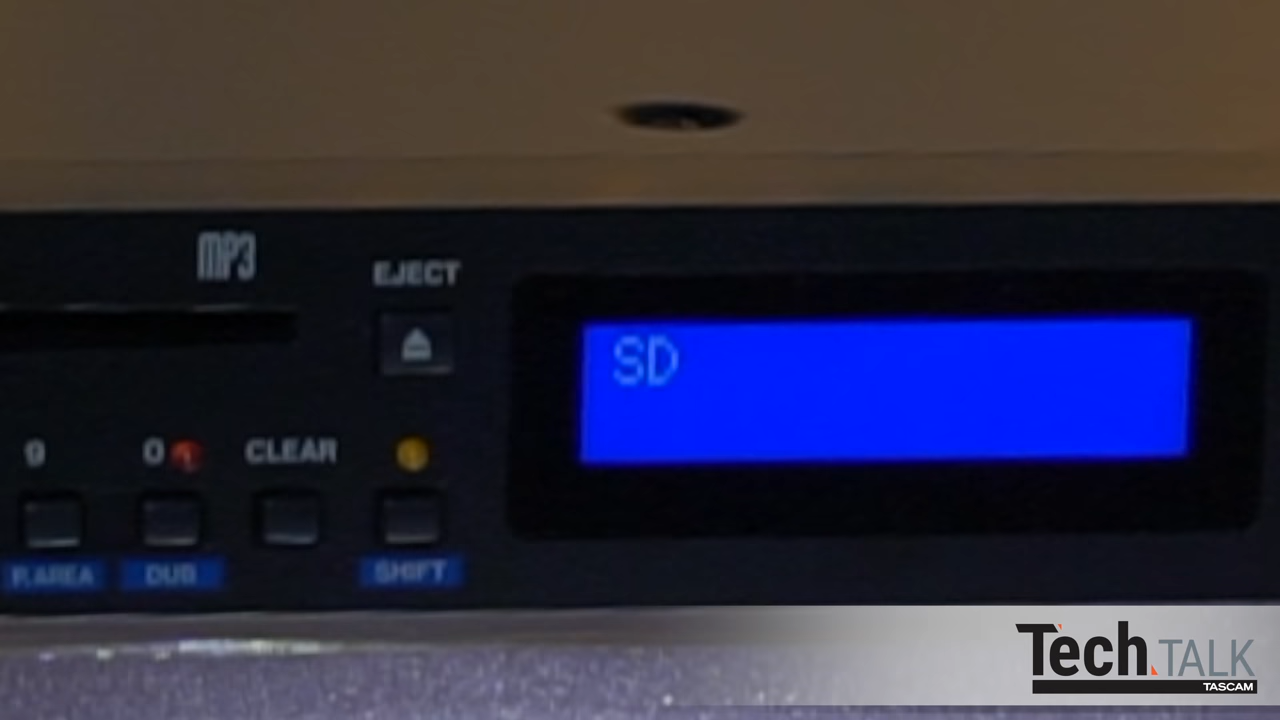 MP3
EJECT
SD
9
0
CLEAR
P.AREA
DUB
SHIFT
Tech.TALK
TASCAM